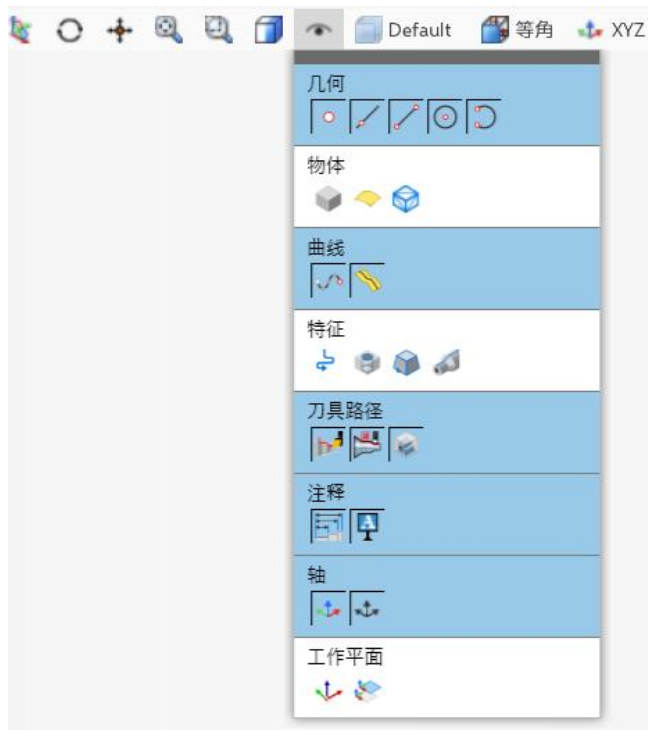 Default 等角 XYZ
几何
物体
曲线
特征
刀具路径
注释
A
轴
工作平面